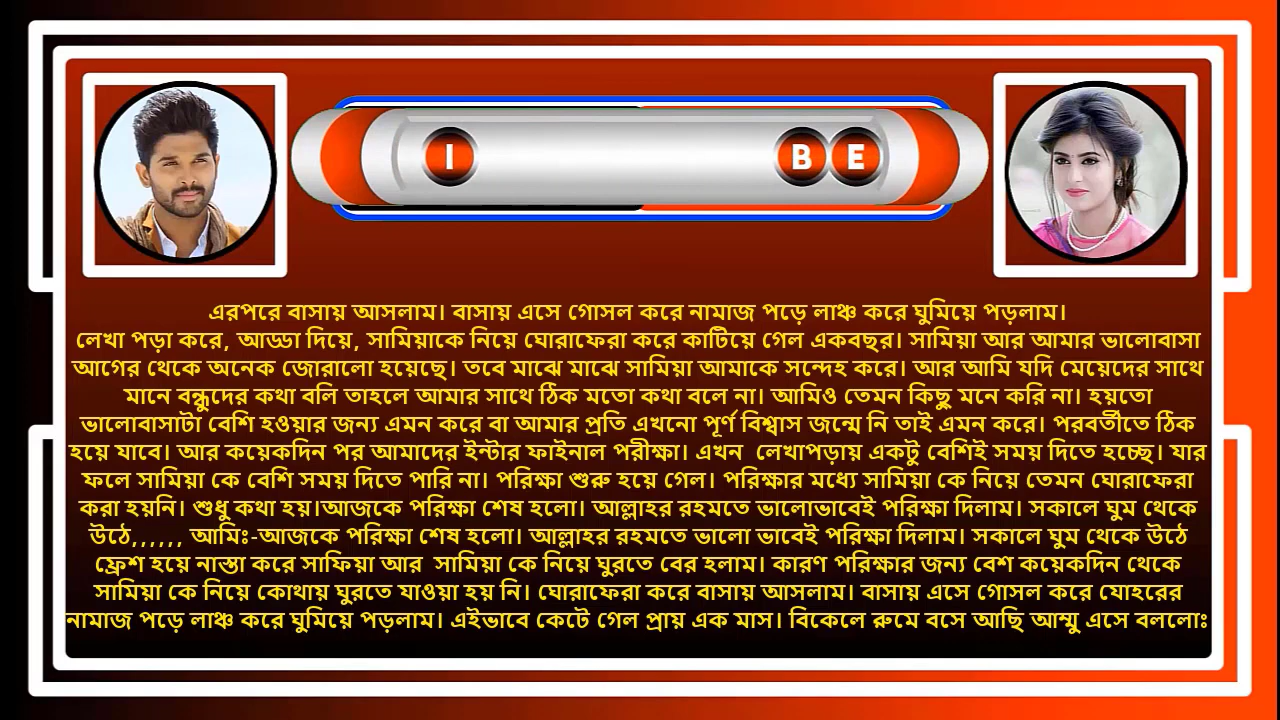 I BE
এরপরে বাসায় আসলাম। বাসায় এসে গোসল করে নামাজ পড়ে লাঞ্চ করে ঘুমিয়ে পড়লাম।
লেখা পড়া করে, আড্ডা দিয়ে, সামিয়াকে নিয়ে ঘোরাফেরা করে কাটিয়ে গেল একবছর। সামিয়া আর আমার ভালোবাসা
আগের থেকে অনেক জোরালো হয়েছে। তবে মাঝে মাঝে সামিয়া আমাকে সন্দেহ করে। আর আমি যদি মেয়েদের সাথে
মানে বন্ধুদের কথা বলি তাহলে আমার সাথে ঠিক মতো কথা বলে না। আমিও তেমন কিছু মনে করি না। হয়তো
ভালোবাসাটা বেশি হওয়ার জন্য এমন করে বা আমার প্রতি এখনো পূর্ণ বিশ্বাস জন্মে নি তাই এমন করে। পরবর্তীতে ঠিক
হয়ে যাবে। আর কয়েকদিন পর আমাদের ইন্টার ফাইনাল পরীক্ষা। এখন  লেখাপড়ায় একটু বেশিই সময় দিতে হচ্ছে। যার
ফলে সামিয়া কে বেশি সময় দিতে পারি না। পরিক্ষা শুরু হয়ে গেল। পরিক্ষার মধ্যে সামিয়া কে নিয়ে তেমন ঘোরাফেরা
করা হয়নি। শুধু কথা হয়।আজকে পরিক্ষা শেষ হলো। আল্লাহর রহমতে ভালোভাবেই পরিক্ষা দিলাম। সকালে ঘুম থেকে
উঠে,,,,,, আমিঃ-আজকে পরিক্ষা শেষ হলো। আল্লাহর রহমতে ভালো ভাবেই পরিক্ষা দিলাম। সকালে ঘুম থেকে উঠে
ফ্রেশ হয়ে নাস্তা করে সাফিয়া আর  সামিয়া কে নিয়ে ঘুরতে বের হলাম। কারণ পরিক্ষার জন্য বেশ কয়েকদিন থেকে
সামিয়া কে নিয়ে কোথায় ঘুরতে যাওয়া হয় নি। ঘোরাফেরা করে বাসায় আসলাম। বাসায় এসে গোসল করে যোহরের
নামাজ পড়ে লাঞ্চ করে ঘুমিয়ে পড়লাম। এইভাবে কেটে গেল প্রায় এক মাস। বিকেলে রুমে বসে আছি আম্মু এসে বললোঃ